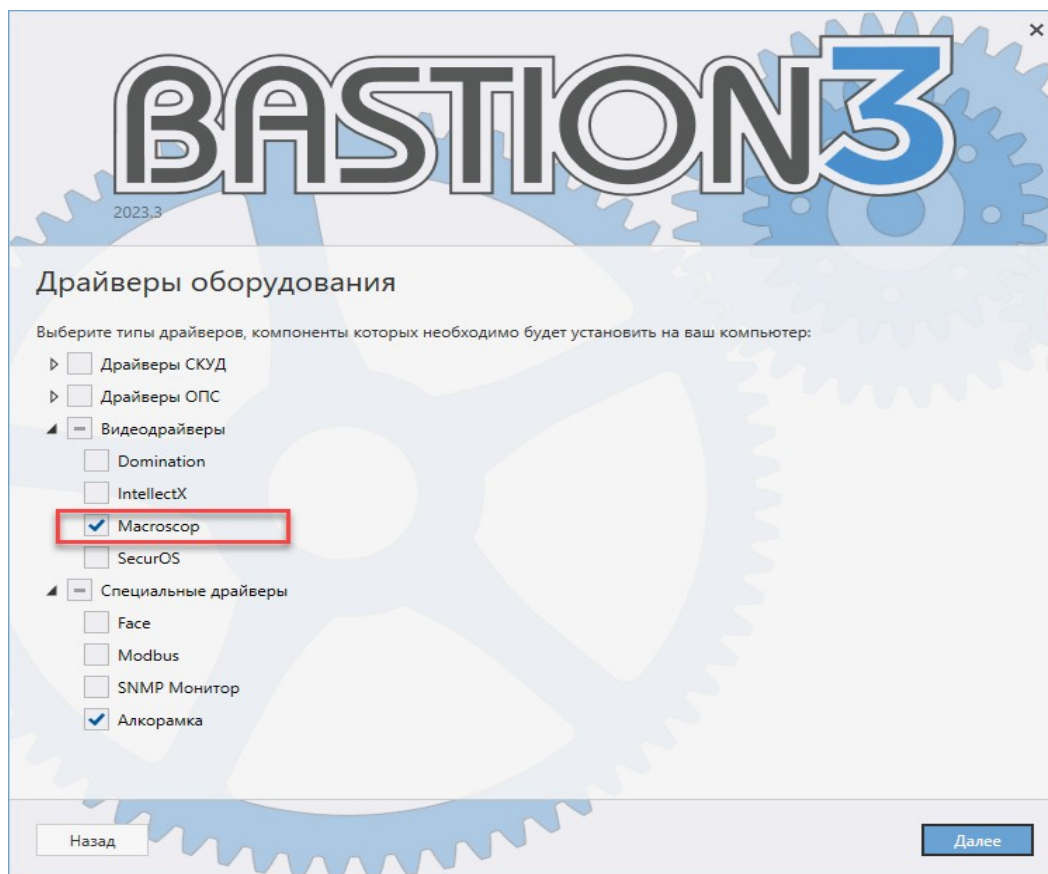 BASTION3
2023.3
Драйверы оборудования
Выберите типы драйверов, компоненты которых необходимо будет установить на ваш компьютер:
Драйверы СКУД
Драйверы ОПС
Видеодрайверы
Domination
IntellectX
Macroscop
SecurOS
Специальные драйверы
Face
Modbus
SNMP Монитор
Алкорамка
Назад
Далее